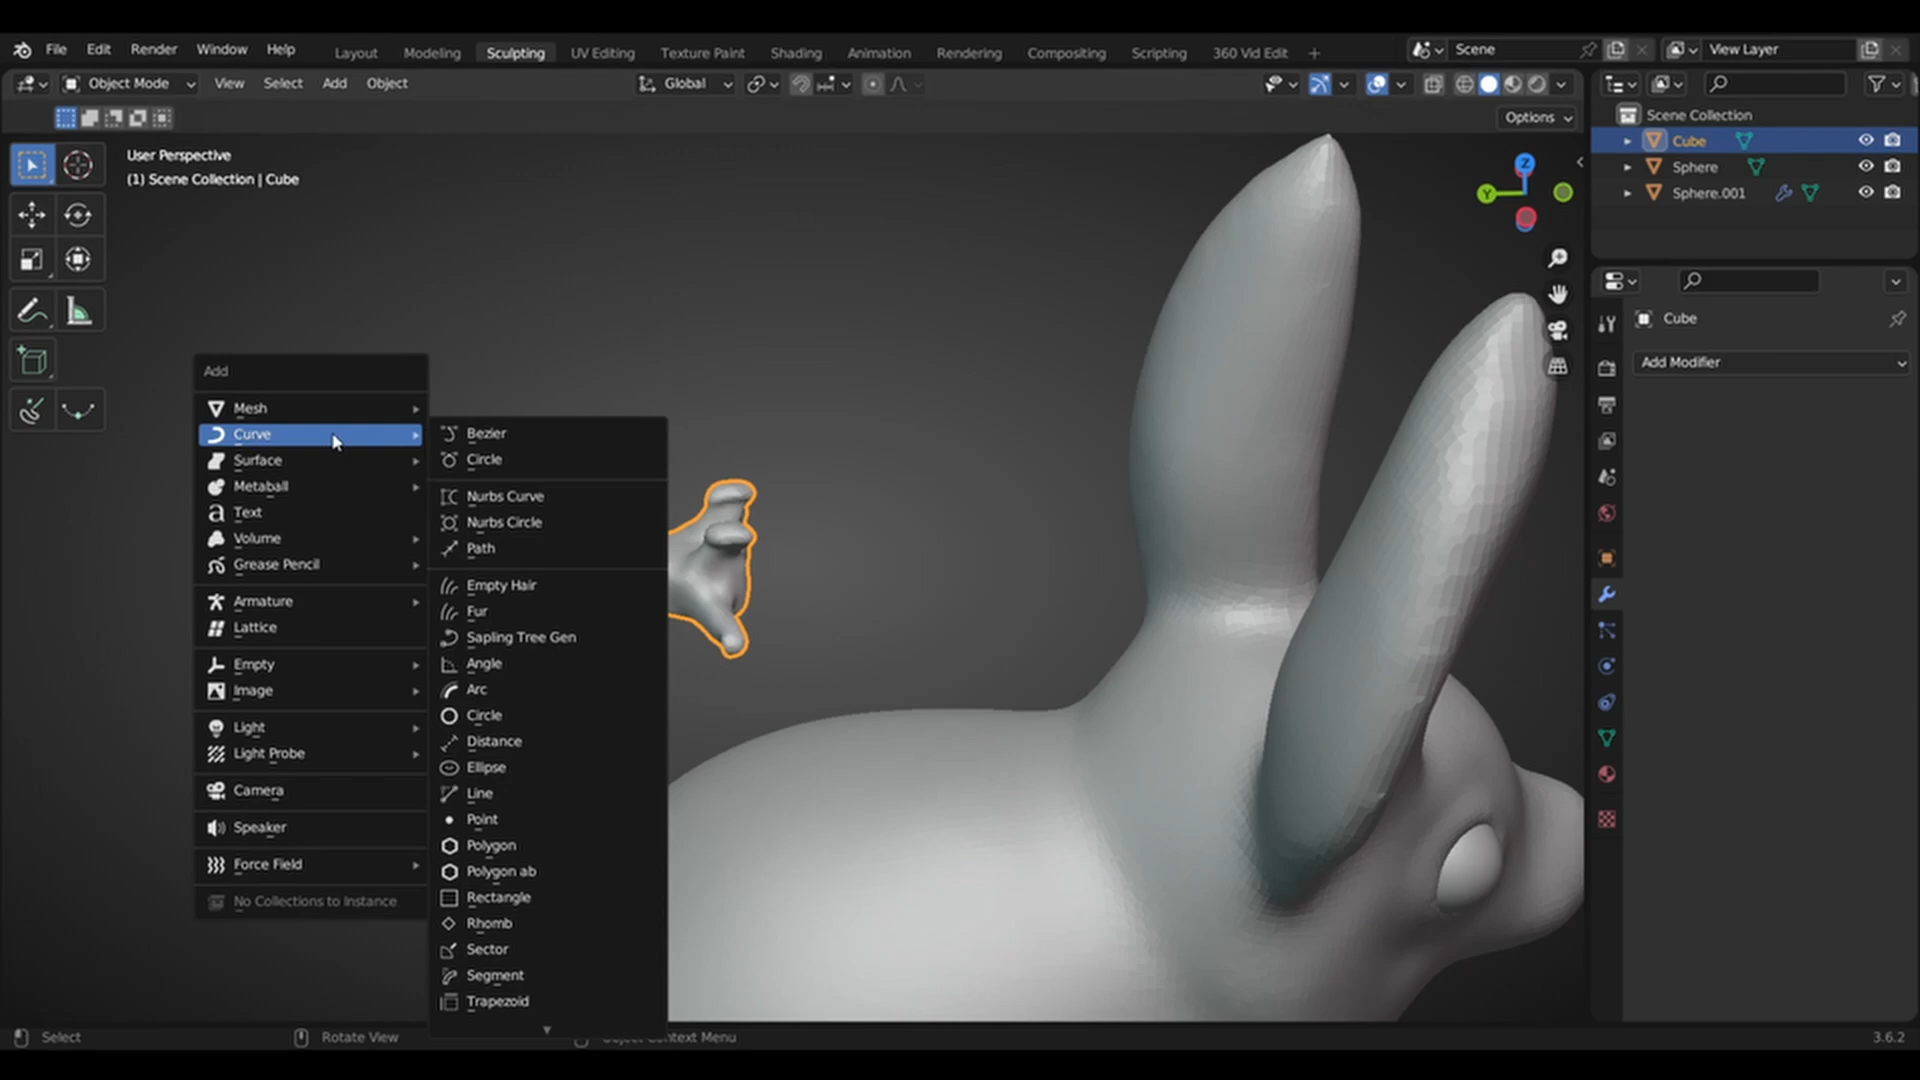 File Edit Render Window Help Layout Modeling Sculpting UV Editing Texture Paint Shading Animation Rendering Compositing Scripting 360 Vid Edit + Scene View Layer
Object Mode View Select Add Object Global
Options
User Perspective
(1) Scene Collection | Cube
Z
Y
Scene Collection
Cube
Sphere
Sphere.001
Cube
Add Modifier
Add
Mesh
Curve
Surface
Metaball
Text
Volume
Grease Pencil
Armature
Lattice
Empty
Image
Light
Light Probe
Camera
Speaker
Force Field
No Collections to Instance
Bezier
Circle
Nurbs Curve
Nurbs Circle
Path
Empty Hair
Fur
Sapling Tree Gen
Angle
Arc
Circle
Distance
Ellipse
Line
Point
Polygon
Polygon ab
Rectangle
Rhomb
Sector
Segment
Trapezoid
Select Rotate View Object Context Menu 3.6.2